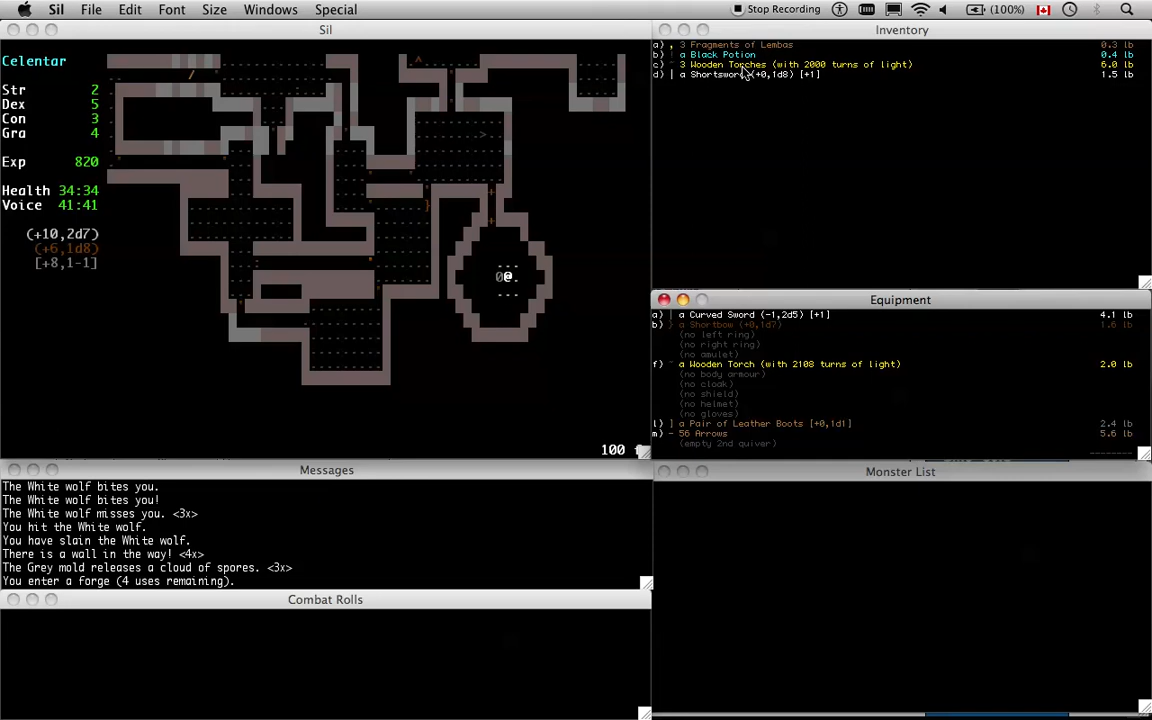 Sil File Edit Font Size Windows Special Stop Recording (100%)
Sil
Celentar
Str 2
Dex 5
Con 3
Gra 4
Exp 820
Health 34:34
Voice 41:41
(+10,2d7)
(+6,1d8)
[+8,1-1]
100 f
Inventory
a) , 3 Fragments of Lembas 0.3 lb
b) ! a Black Potion 0.4 lb
c) ~ 3 Wooden Torches (with 2000 turns of light) 6.0 lb
d) | a Shortsword (+0,1d8) [+1] 1.5 lb
Equipment
a) | a Curved Sword (-1,2d5) [+1] 4.1 lb
b) } a Shortbow (+0,1d7) 1.6 lb
(no left ring)
(no right ring)
(no amulet)
f) ~ a Wooden Torch (with 2108 turns of light) 2.0 lb
(no body armour)
(no cloak)
(no shield)
(no helmet)
(no gloves)
l) ] a Pair of Leather Boots [+0,1d1] 2.4 lb
m) - 56 Arrows 5.6 lb
(empty 2nd quiver)
Messages
The White wolf bites you.
The White wolf bites you!
The White wolf misses you. <3x>
You hit the White wolf.
You have slain the White wolf.
There is a wall in the way! <4x>
The Grey mold releases a cloud of spores. <3x>
You enter a forge (4 uses remaining).
Monster List
Combat Rolls